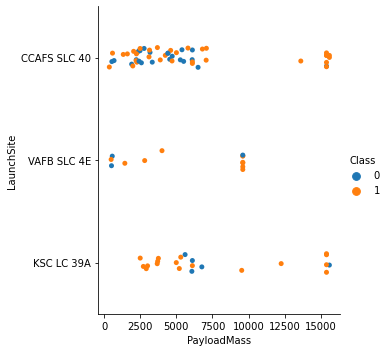 CCAFS SLC 40
VAFB SLC 4E
KSC LC 39A
LaunchSite
0 2500 5000 7500 10000 12500 15000
PayloadMass
Class
0
1